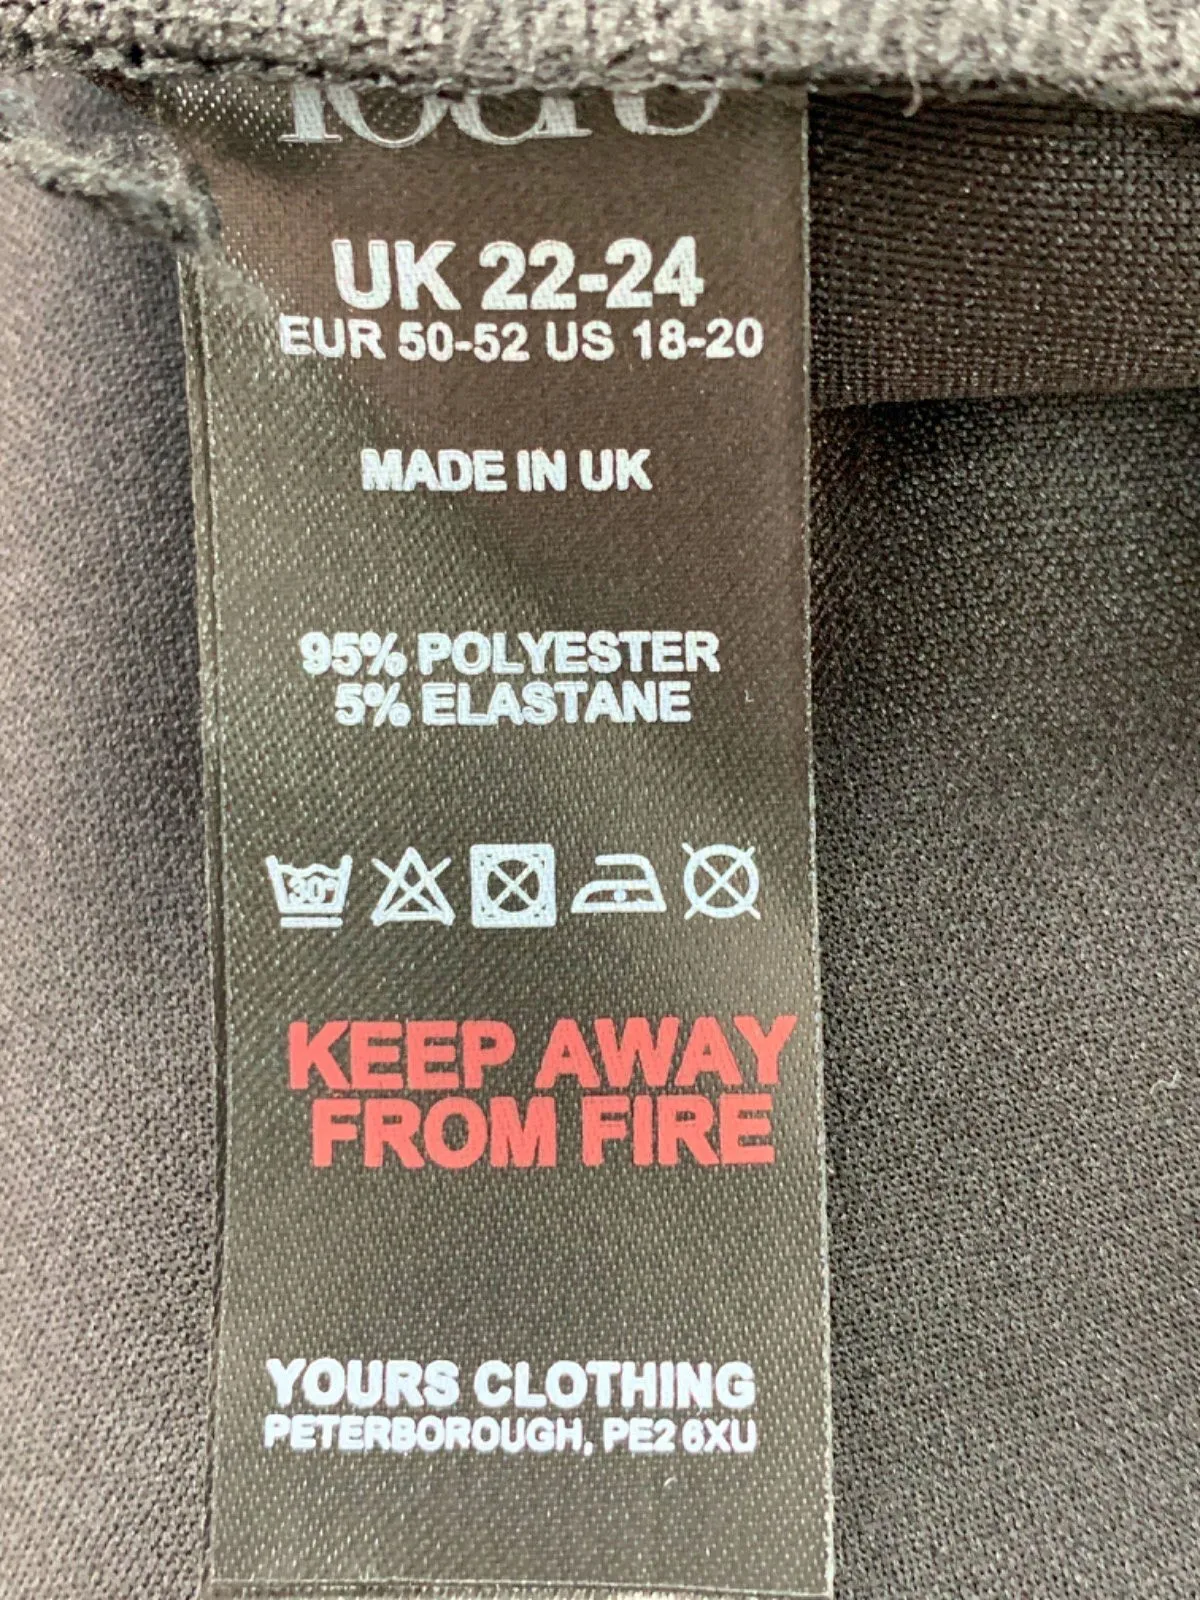 UK 22-24
EUR 50-52 US 18-20
MADE IN UK
95% POLYESTER
5% ELASTANE
30°
KEEP AWAY
FROM FIRE
YOURS CLOTHING
PETERBOROUGH, PE2 6XU